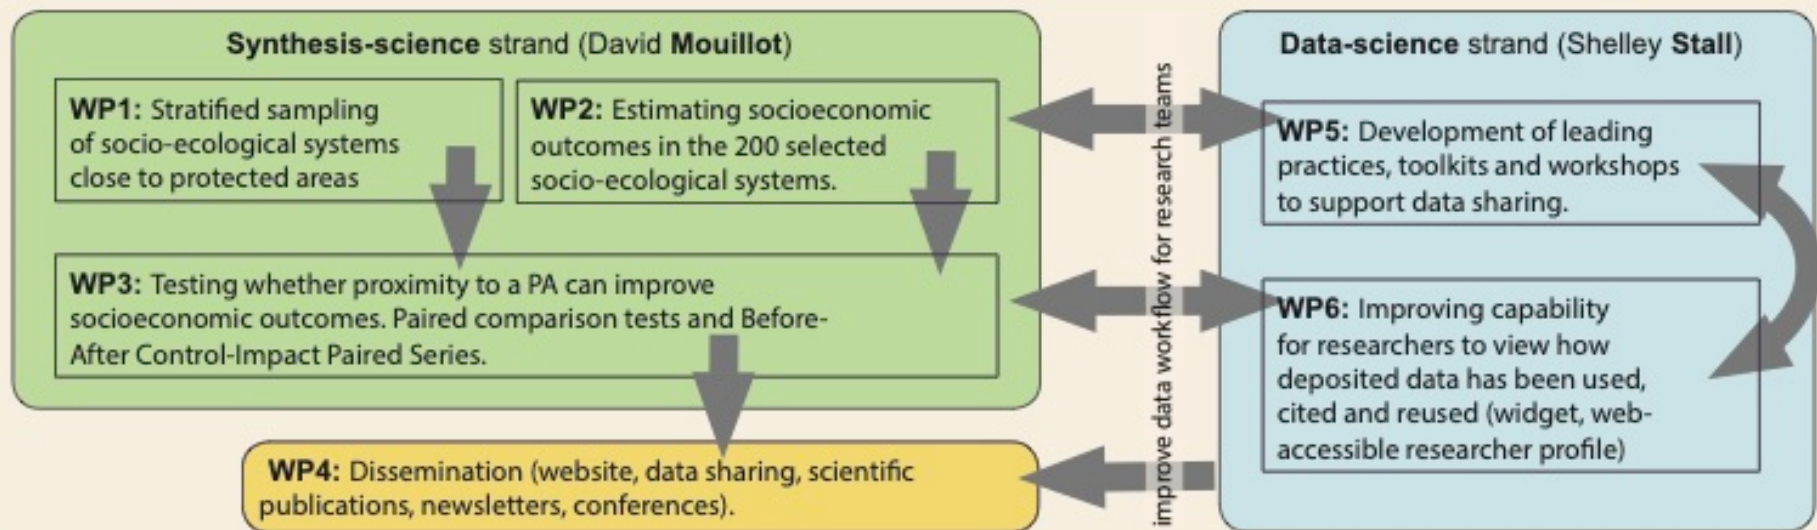 Synthesis-science strand (David Mouillot)
WP1: Stratified sampling
of socio-ecological systems
close to protected areas
WP2: Estimating socioeconomic
outcomes in the 200 selected
socio-ecological systems.
WP3: Testing whether proximity to a PA can improve
socioeconomic outcomes. Paired comparison tests and Before-
After Control-Impact Paired Series.
WP4: Dissemination (website, data sharing, scientific
publications, newsletters, conferences).
improve data workflow for research teams
Data-science strand (Shelley Stall)
WP5: Development of leading
practices, toolkits and workshops
to support data sharing.
WP6: Improving capability
for researchers to view how
deposited data has been used,
cited and reused (widget, web-
accessible researcher profile)